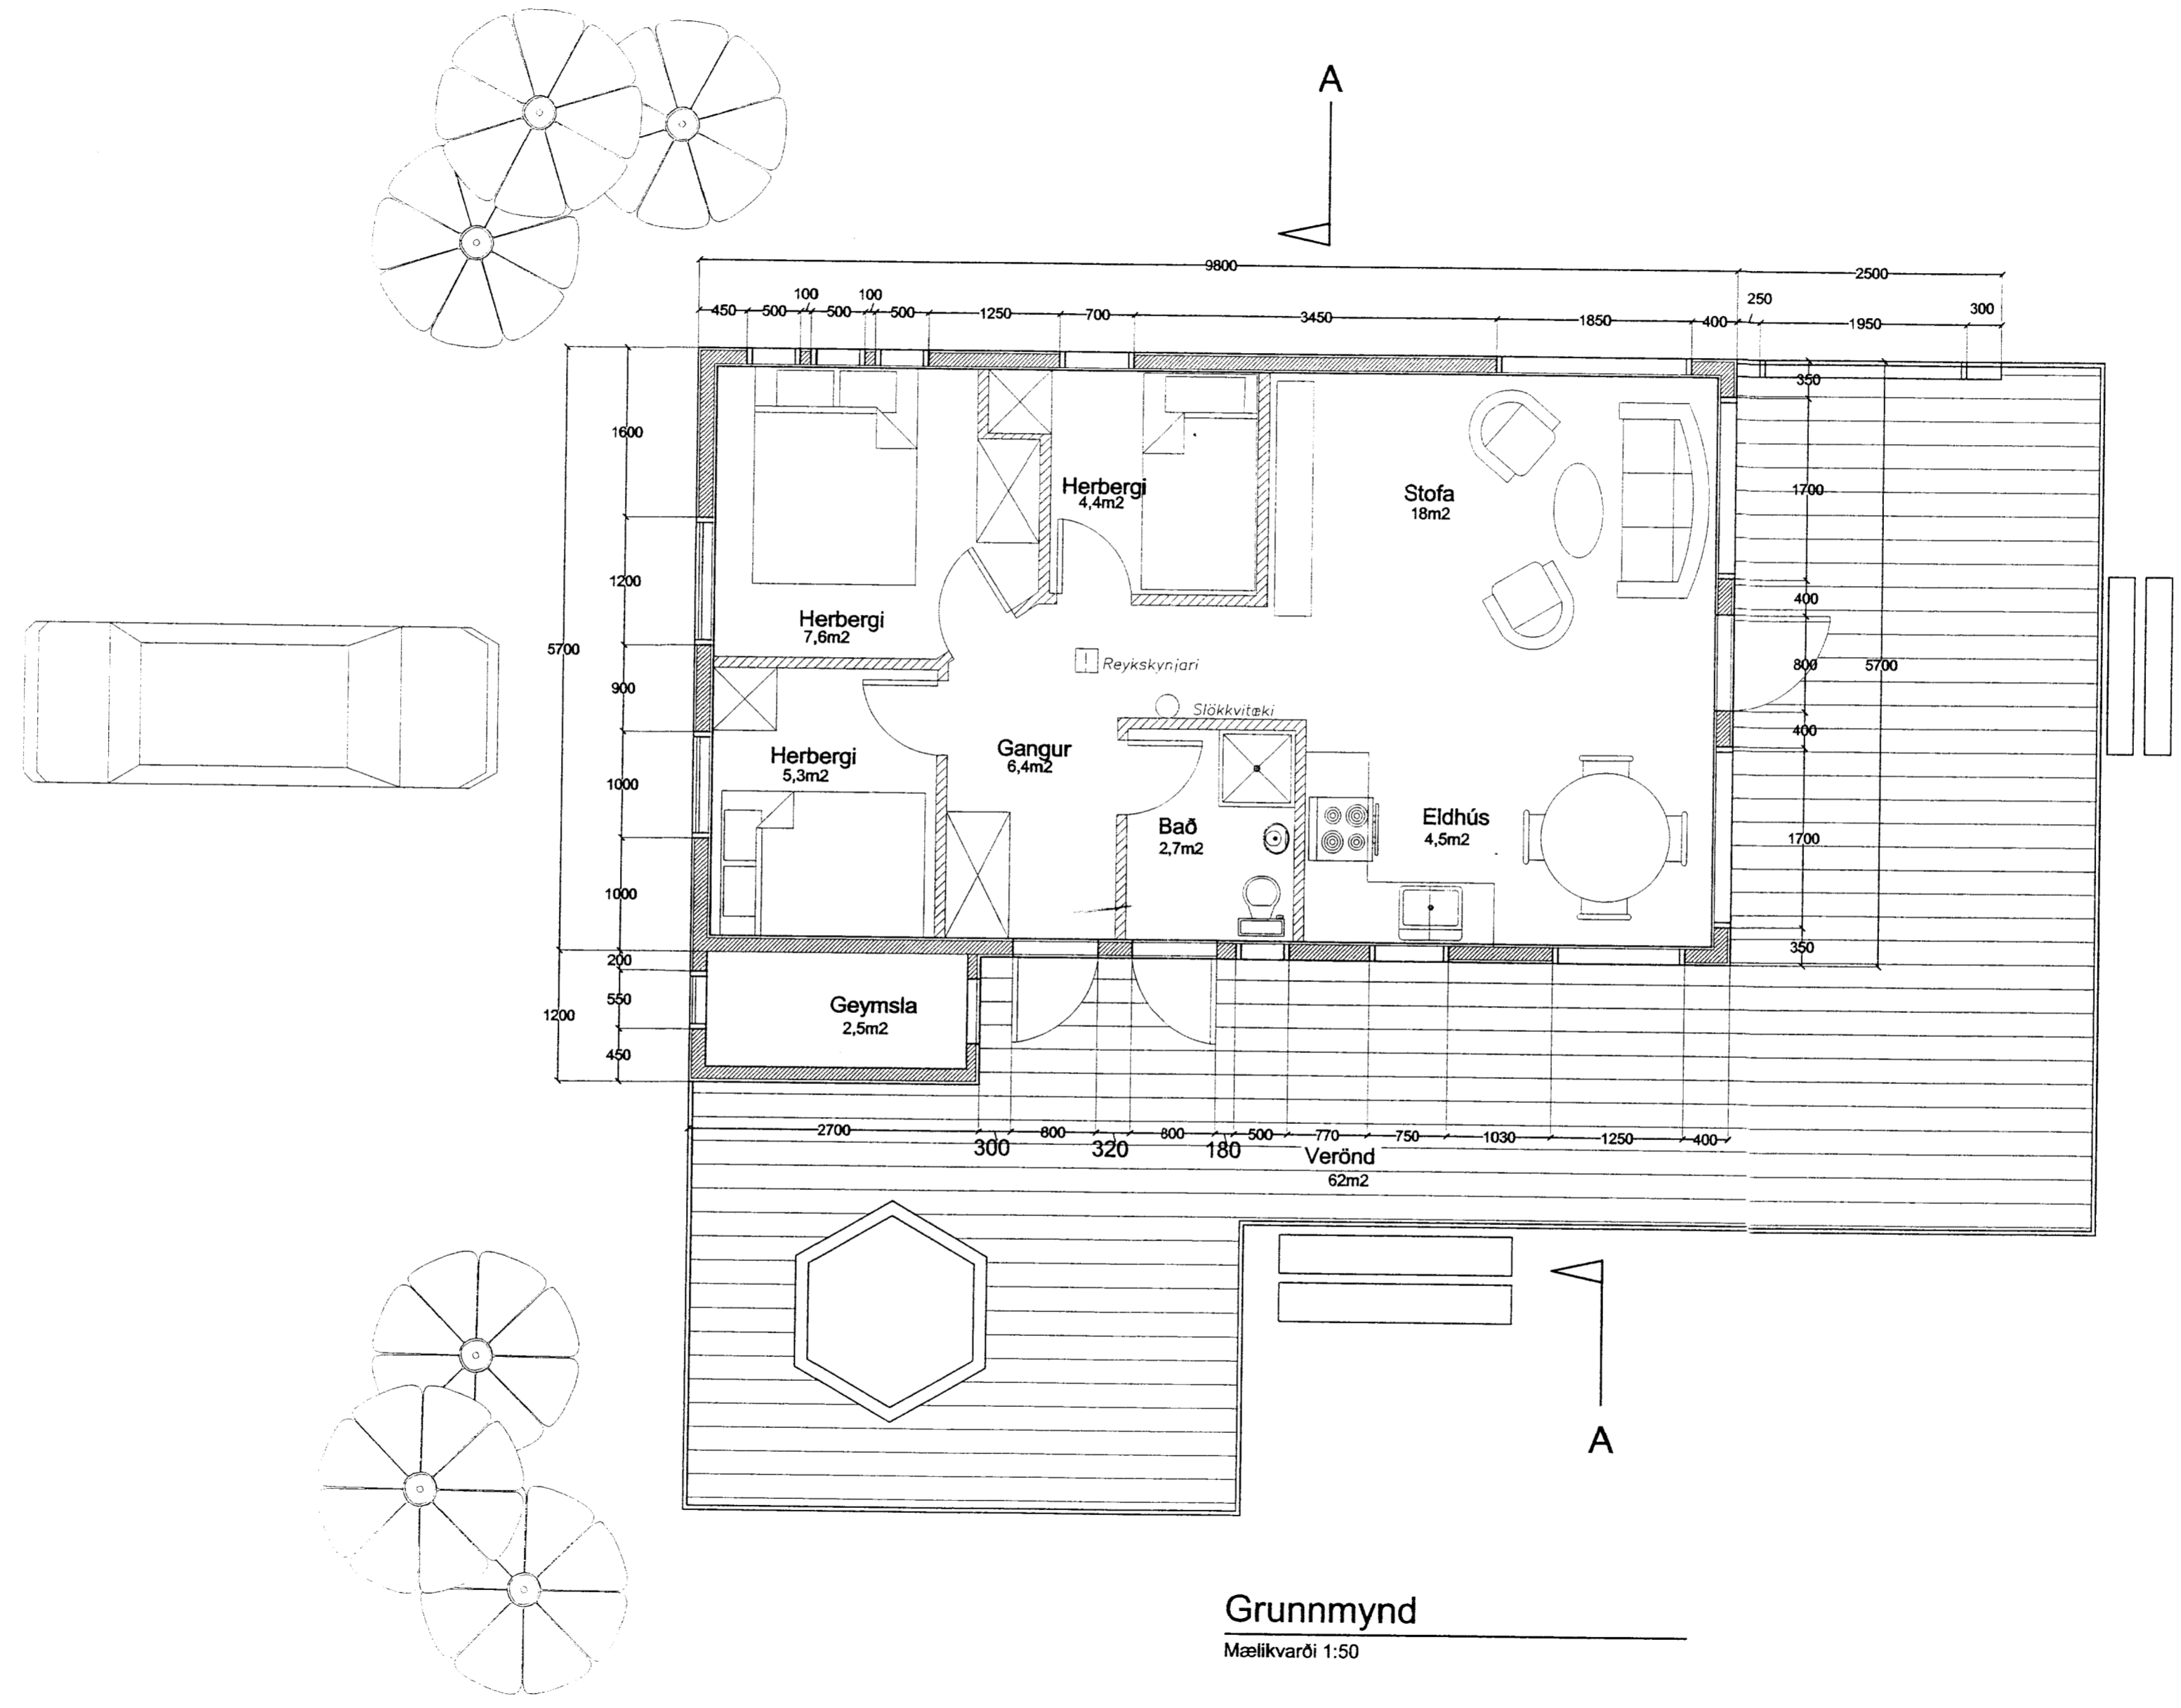 A
9800
2500
100
100
250
300
450
500
500
500
1250
700
3450
1850
400
1950
350
1600
1700
Herbergi
4,4m2
Stofa
18m2
1200
400
Herbergi
7,6m2
5700
Reykskynjari
800
5700
900
Slökkvitæki
400
Herbergi
5,3m2
Gangur
6,4m2
1000
Bað
2,7m2
Eldhús
4,5m2
1700
1000
350
200
550
1200
Geymsla
2,5m2
450
2700
300
800
320
800
180
500
770
750
1030
1250
400
Verönd
62m2
A
Grunnmynd
Mælikvarði 1:50